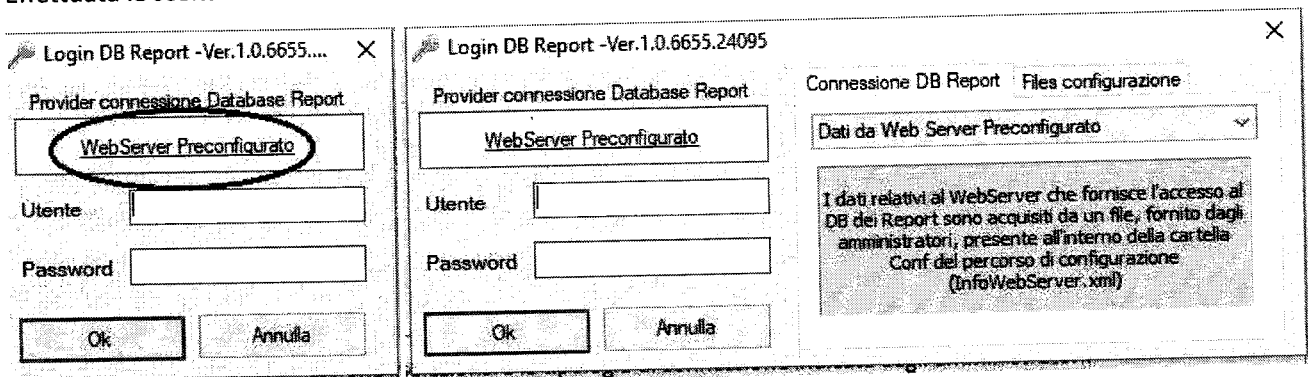 Login DB Report -Ver.1.0.6655....
Provider connessione Database Report
WebServer Preconfigurato
Utente
Password
Ok
Annulla
Login DB Report -Ver.1.0.6655.24095
Provider connessione Database Report
WebServer Preconfigurato
Utente
Password
Ok
Annulla
Connessione DB Report
Files configurazione
Dati da Web Server Preconfigurato
I dati relativi al WebServer che fornisce l'accesso al
DB dei Report sono acquisiti da un file, fornito dagli
amministratori, presente all'interno della cartella
Conf del percorso di configurazione
(InfoWebServer.xml)